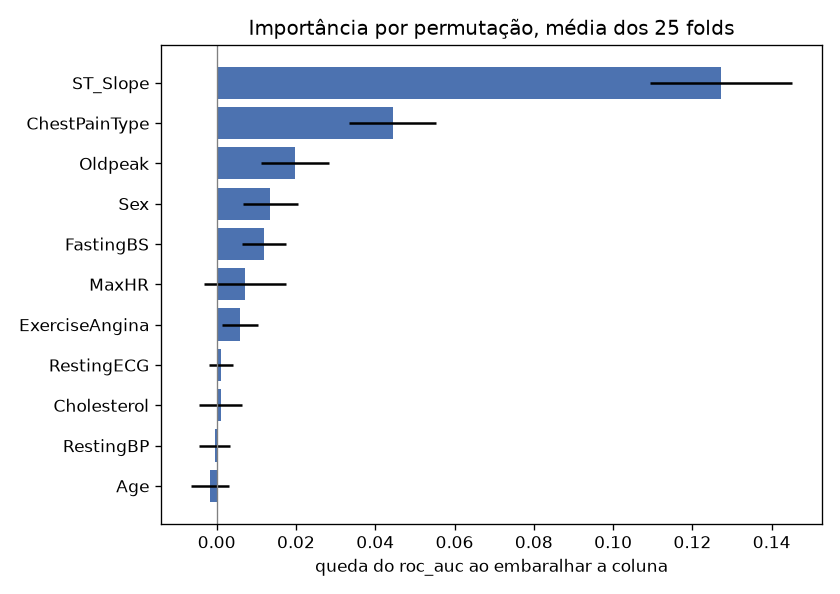 Importância por permutação, média dos 25 folds
ST_Slope
ChestPainType
Oldpeak
Sex
FastingBS
MaxHR
ExerciseAngina
RestingECG
Cholesterol
RestingBP
Age
0.00 0.02 0.04 0.06 0.08 0.10 0.12 0.14
queda do roc_auc ao embaralhar a coluna